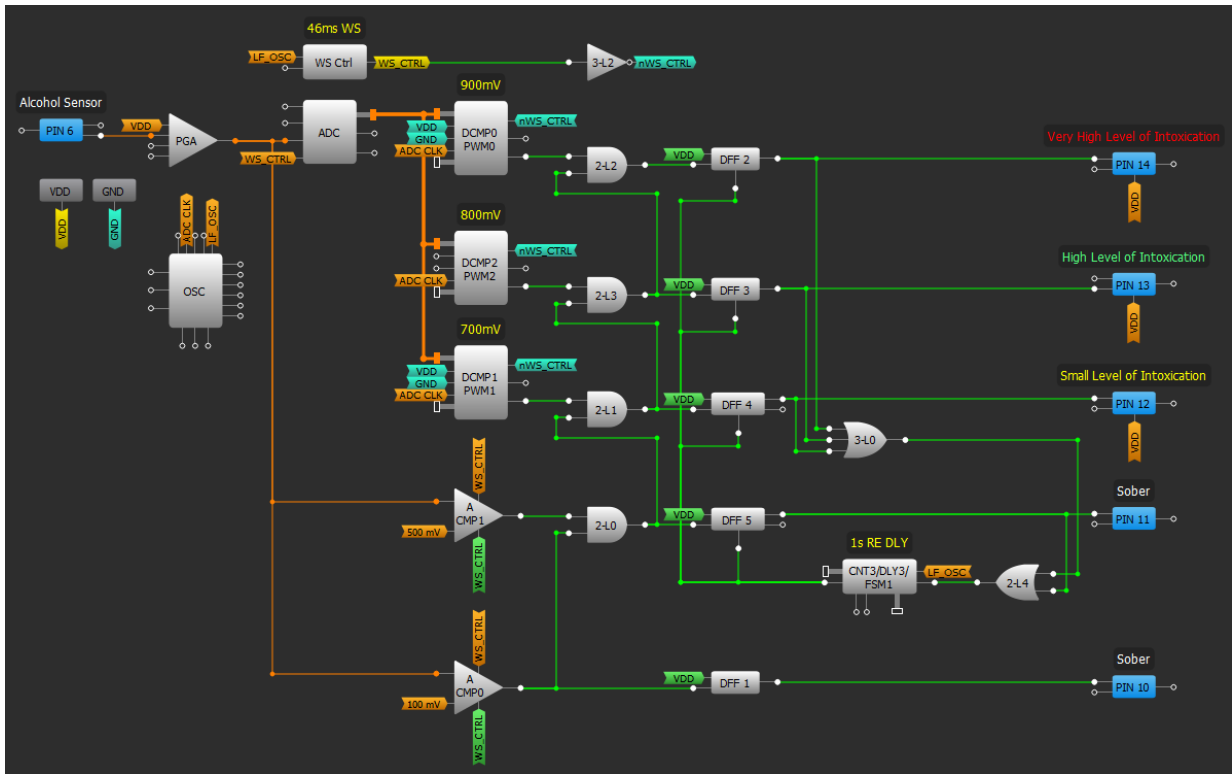 46ms WS
LF_OSC
WS Ctrl
WS_CTRL
3-L2
nWS_CTRL
900mV
Alcohol Sensor
PIN 6
VDD
PGA
WS_CTRL
ADC
VDD
GND
ADC CLK
DCMP0
PWM0
nWS_CTRL
2-L2
VDD
DFF 2
Very High Level of Intoxication
PIN 14
VDD
VDD
GND
VDD
GND
ADC CLK
LF_OSC
OSC
800mV
ADC CLK
DCMP2
PWM2
nWS_CTRL
2-L3
VDD
DFF 3
High Level of Intoxication
PIN 13
VDD
700mV
VDD
GND
ADC CLK
DCMP1
PWM1
nWS_CTRL
2-L1
VDD
DFF 4
Small Level of Intoxication
PIN 12
VDD
3-L0
WS_CTRL
A
CMP1
500 mV
WS_CTRL
2-L0
VDD
DFF 5
Sober
PIN 11
1s RE DLY
CNT3/DLY3/
FSM1
LF_OSC
2-L4
WS_CTRL
A
CMP0
100 mV
WS_CTRL
VDD
DFF 1
Sober
PIN 10